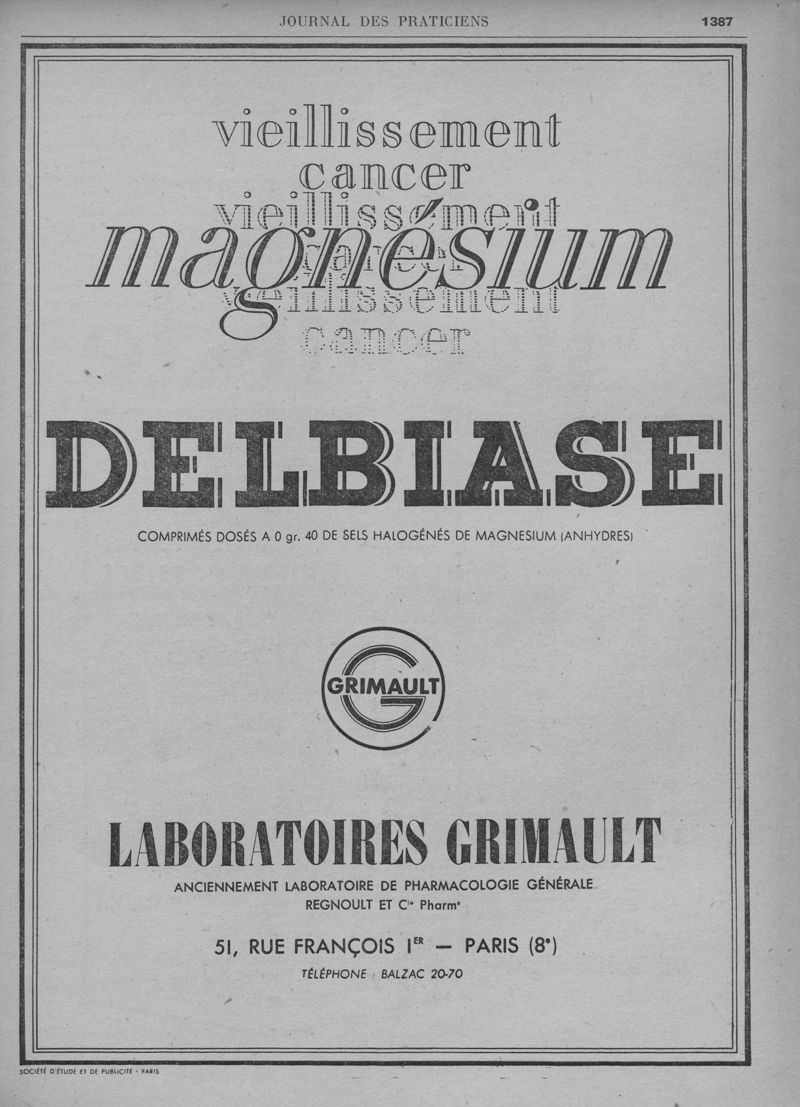 JOURNAL DES PRATICIENS 1387
vieillissement
cancer
vieillissement
magnésium
cancer
vieillissement
cancer
DELBIASE
COMPRIMÉS DOSÉS A 0 gr. 40 DE SELS HALOGÉNÉS DE MAGNESIUM (ANHYDRES)
GRIMAULT
LABORATOIRES GRIMAULT
ANCIENNEMENT LABORATOIRE DE PHARMACOLOGIE GÉNÉRALE
REGNOULT ET Cie Pharmn
51, RUE FRANÇOIS IER — PARIS (8e)
TÉLÉPHONE : BALZAC 20-70
SOCIÉTÉ D'ÉTUDE ET DE PUBLICITÉ - PARIS